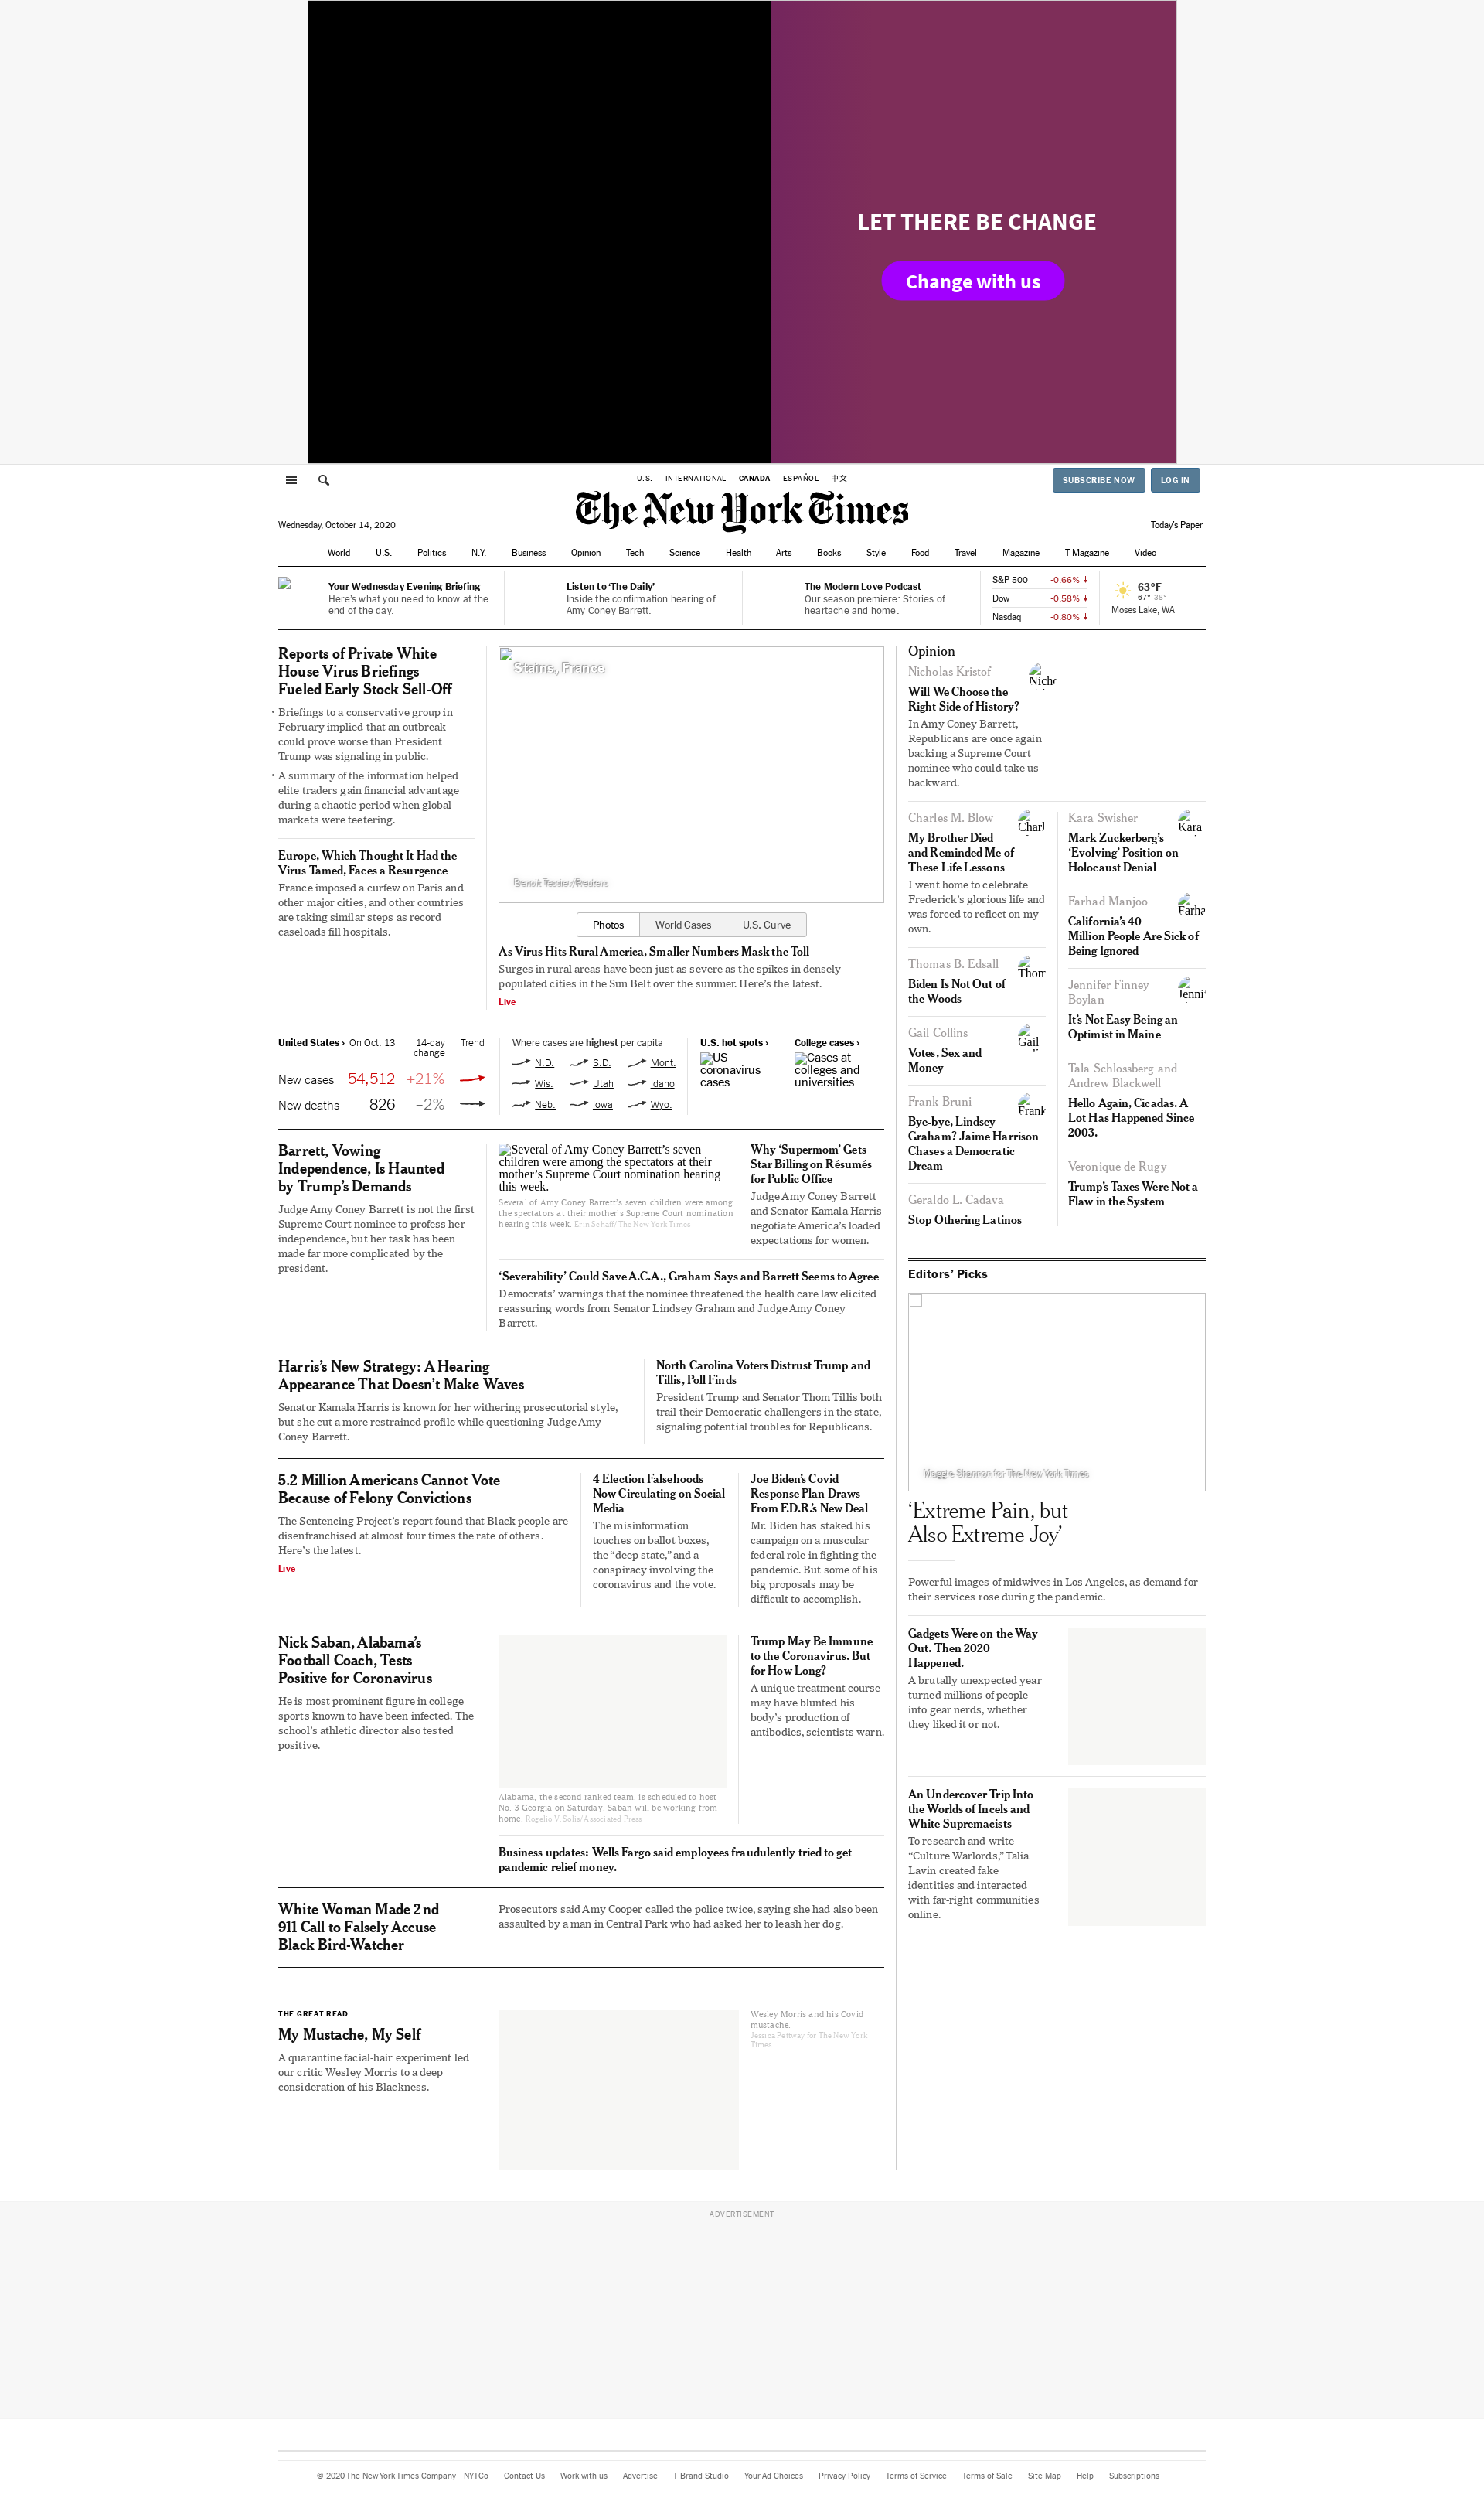 LET THERE BE CHANGE
Change with us
U.S. INTERNATIONAL CANADA ESPAÑOL 中文
SUBSCRIBE NOW LOG IN
The New York Times
Wednesday, October 14, 2020
Today's Paper
World U.S. Politics N.Y. Business Opinion Tech Science Health Arts Books Style Food Travel Magazine T Magazine Video
Your Wednesday Evening Briefing
Here's what you need to know at the
end of the day.
Listen to 'The Daily'
Inside the confirmation hearing of
Amy Coney Barrett.
The Modern Love Podcast
Our season premiere: Stories of
heartache and home.
S&P 500 -0.66%
Dow -0.58%
Nasdaq -0.80%
63°F
67° 38°
Moses Lake, WA
Reports of Private White
House Virus Briefings
Fueled Early Stock Sell-Off
• Briefings to a conservative group in
February implied that an outbreak
could prove worse than President
Trump was signaling in public.
• A summary of the information helped
elite traders gain financial advantage
during a chaotic period when global
markets were teetering.
Europe, Which Thought It Had the
Virus Tamed, Faces a Resurgence
France imposed a curfew on Paris and
other major cities, and other countries
are taking similar steps as record
caseloads fill hospitals.
Stains, France
Benoit Tessier/Reuters
Photos World Cases U.S. Curve
As Virus Hits Rural America, Smaller Numbers Mask the Toll
Surges in rural areas have been just as severe as the spikes in densely
populated cities in the Sun Belt over the summer. Here's the latest.
Live
United States › On Oct. 13 14-day
change Trend
New cases 54,512 +21%
New deaths 826 –2%
Where cases are highest per capita
N.D. S.D. Mont.
Wis. Utah Idaho
Neb. Iowa Wyo.
U.S. hot spots ›
US
coronavirus
cases
College cases ›
Cases at
colleges and
universities
Barrett, Vowing
Independence, Is Haunted
by Trump's Demands
Judge Amy Coney Barrett is not the first
Supreme Court nominee to profess her
independence, but her task has been
made far more complicated by the
president.
Several of Amy Coney Barrett's seven
children were among the spectators at their
mother's Supreme Court nomination hearing
this week.
Several of Amy Coney Barrett's seven children were among
the spectators at their mother's Supreme Court nomination
hearing this week. Erin Schaff/The New York Times
Why 'Supermom' Gets
Star Billing on Résumés
for Public Office
Judge Amy Coney Barrett
and Senator Kamala Harris
negotiate America's loaded
expectations for women.
'Severability' Could Save A.C.A., Graham Says and Barrett Seems to Agree
Democrats' warnings that the nominee threatened the health care law elicited
reassuring words from Senator Lindsey Graham and Judge Amy Coney
Barrett.
Harris's New Strategy: A Hearing
Appearance That Doesn't Make Waves
Senator Kamala Harris is known for her withering prosecutorial style,
but she cut a more restrained profile while questioning Judge Amy
Coney Barrett.
North Carolina Voters Distrust Trump and
Tillis, Poll Finds
President Trump and Senator Thom Tillis both
trail their Democratic challengers in the state,
signaling potential troubles for Republicans.
5.2 Million Americans Cannot Vote
Because of Felony Convictions
The Sentencing Project's report found that Black people are
disenfranchised at almost four times the rate of others.
Here's the latest.
Live
4 Election Falsehoods
Now Circulating on Social
Media
The misinformation
touches on ballot boxes,
the "deep state," and a
conspiracy involving the
coronavirus and the vote.
Joe Biden's Covid
Response Plan Draws
From F.D.R.'s New Deal
Mr. Biden has staked his
campaign on a muscular
federal role in fighting the
pandemic. But some of his
big proposals may be
difficult to accomplish.
Nick Saban, Alabama's
Football Coach, Tests
Positive for Coronavirus
He is most prominent figure in college
sports known to have been infected. The
school's athletic director also tested
positive.
Alabama, the second-ranked team, is scheduled to host
No. 3 Georgia on Saturday. Saban will be working from
home. Rogelio V. Solis/Associated Press
Trump May Be Immune
to the Coronavirus. But
for How Long?
A unique treatment course
may have blunted his
body's production of
antibodies, scientists warn.
Business updates: Wells Fargo said employees fraudulently tried to get
pandemic relief money.
White Woman Made 2nd
911 Call to Falsely Accuse
Black Bird-Watcher
Prosecutors said Amy Cooper called the police twice, saying she had also been
assaulted by a man in Central Park who had asked her to leash her dog.
THE GREAT READ
My Mustache, My Self
A quarantine facial-hair experiment led
our critic Wesley Morris to a deep
consideration of his Blackness.
Wesley Morris and his Covid
mustache.
Jessica Pettway for The New York
Times
Opinion
Nicholas Kristof
Will We Choose the
Right Side of History?
In Amy Coney Barrett,
Republicans are once again
backing a Supreme Court
nominee who could take us
backward.
Charles M. Blow
My Brother Died
and Reminded Me of
These Life Lessons
I went home to celebrate
Frederick's glorious life and
was forced to reflect on my
own.
Thomas B. Edsall
Biden Is Not Out of
the Woods
Gail Collins
Votes, Sex and
Money
Frank Bruni
Bye-bye, Lindsey
Graham? Jaime Harrison
Chases a Democratic
Dream
Geraldo L. Cadava
Stop Othering Latinos
Kara Swisher
Mark Zuckerberg's
'Evolving' Position on
Holocaust Denial
Farhad Manjoo
California's 40
Million People Are Sick of
Being Ignored
Jennifer Finney
Boylan
It's Not Easy Being an
Optimist in Maine
Tala Schlossberg and
Andrew Blackwell
Hello Again, Cicadas. A
Lot Has Happened Since
2003.
Veronique de Rugy
Trump's Taxes Were Not a
Flaw in the System
Editors' Picks
Maggie Shannon for The New York Times
'Extreme Pain, but
Also Extreme Joy'
Powerful images of midwives in Los Angeles, as demand for
their services rose during the pandemic.
Gadgets Were on the Way
Out. Then 2020
Happened.
A brutally unexpected year
turned millions of people
into gear nerds, whether
they liked it or not.
An Undercover Trip Into
the Worlds of Incels and
White Supremacists
To research and write
"Culture Warlords," Talia
Lavin created fake
identities and interacted
with far-right communities
online.
ADVERTISEMENT
© 2020 The New York Times Company NYTCo Contact Us Work with us Advertise T Brand Studio Your Ad Choices Privacy Policy Terms of Service Terms of Sale Site Map Help Subscriptions